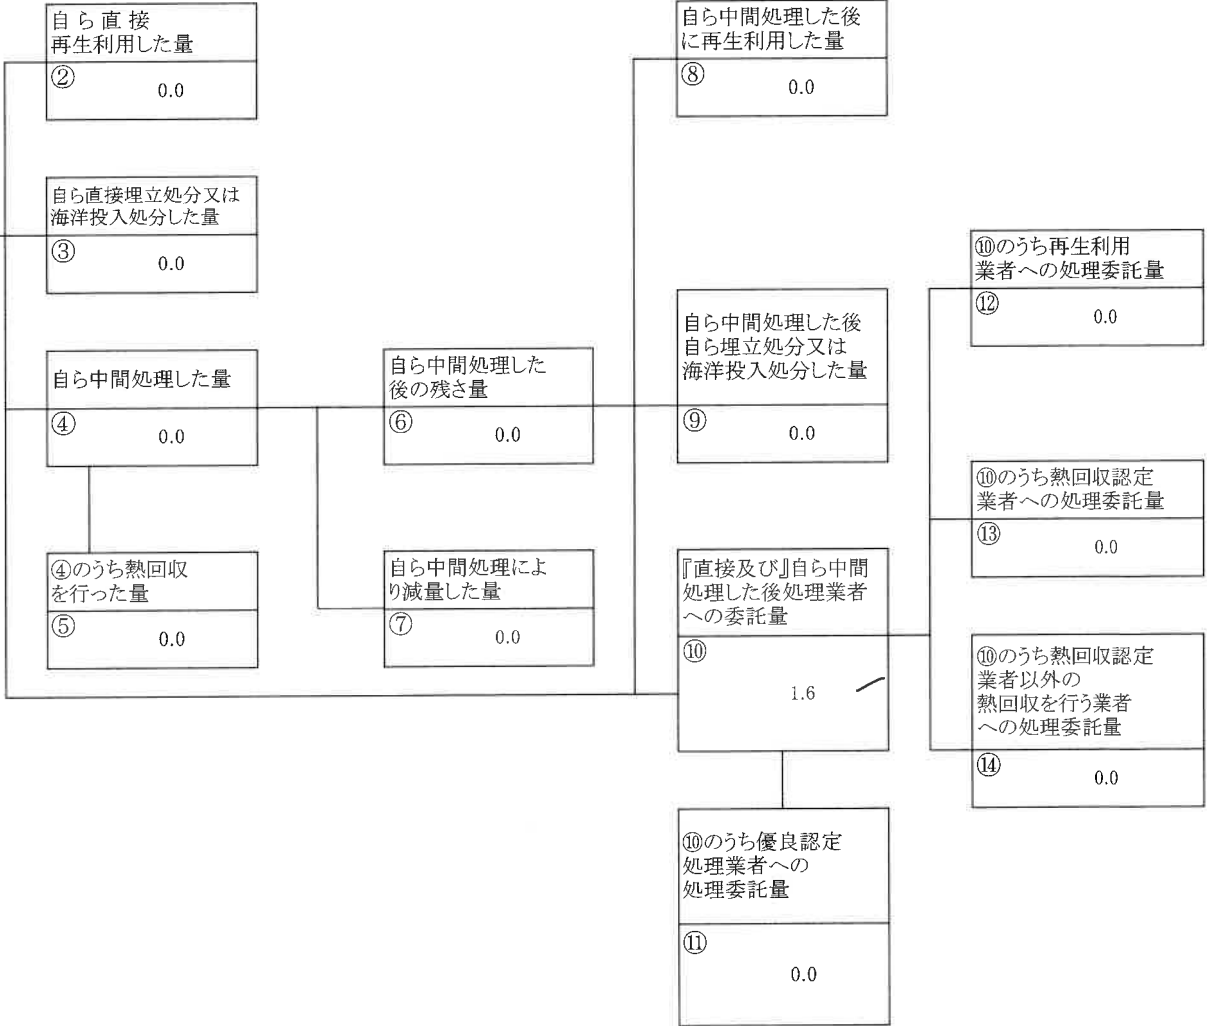 自ら直接
再生利用した量
②
0.0
自ら直接埋立処分又は
海洋投入処分した量
③
0.0
自ら中間処理した量
④
0.0
④のうち熱回収
を行った量
⑤
0.0
自ら中間処理した
後の残さ量
⑥
0.0
自ら中間処理によ
り減量した量
⑦
0.0
自ら中間処理した後
に再生利用した量
⑧
0.0
自ら中間処理した後
自ら埋立処分又は
海洋投入処分した量
⑨
0.0
『直接及び』自ら中間
処理した後処理業者
への委託量
⑩
1.6
⑩のうち優良認定
処理業者への
処理委託量
⑪
0.0
⑩のうち再生利用
業者への処理委託量
⑫
0.0
⑩のうち熱回収認定
業者への処理委託量
⑬
0.0
⑩のうち熱回収認定
業者以外の
熱回収を行う業者
への処理委託量
⑭
0.0